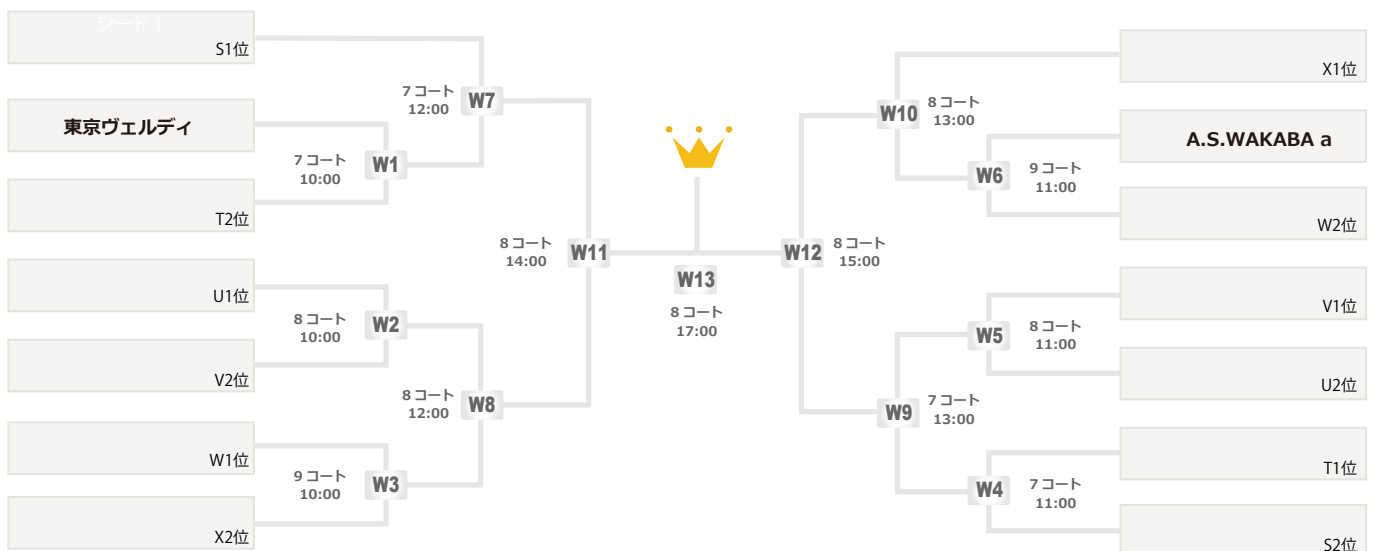 シード１
S1位
7コート
12:00
W7
東京ヴェルディ
7コート
10:00
W1
T2位
8コート
14:00
W11
U1位
8コート
10:00
W2
V2位
8コート
12:00
W8
W1位
9コート
10:00
W3
X2位
W13
8コート
17:00
X1位
W10
8コート
13:00
A.S.WAKABA a
W6
9コート
11:00
W2位
W12
8コート
15:00
V1位
W5
8コート
11:00
U2位
W9
7コート
13:00
T1位
W4
7コート
11:00
S2位